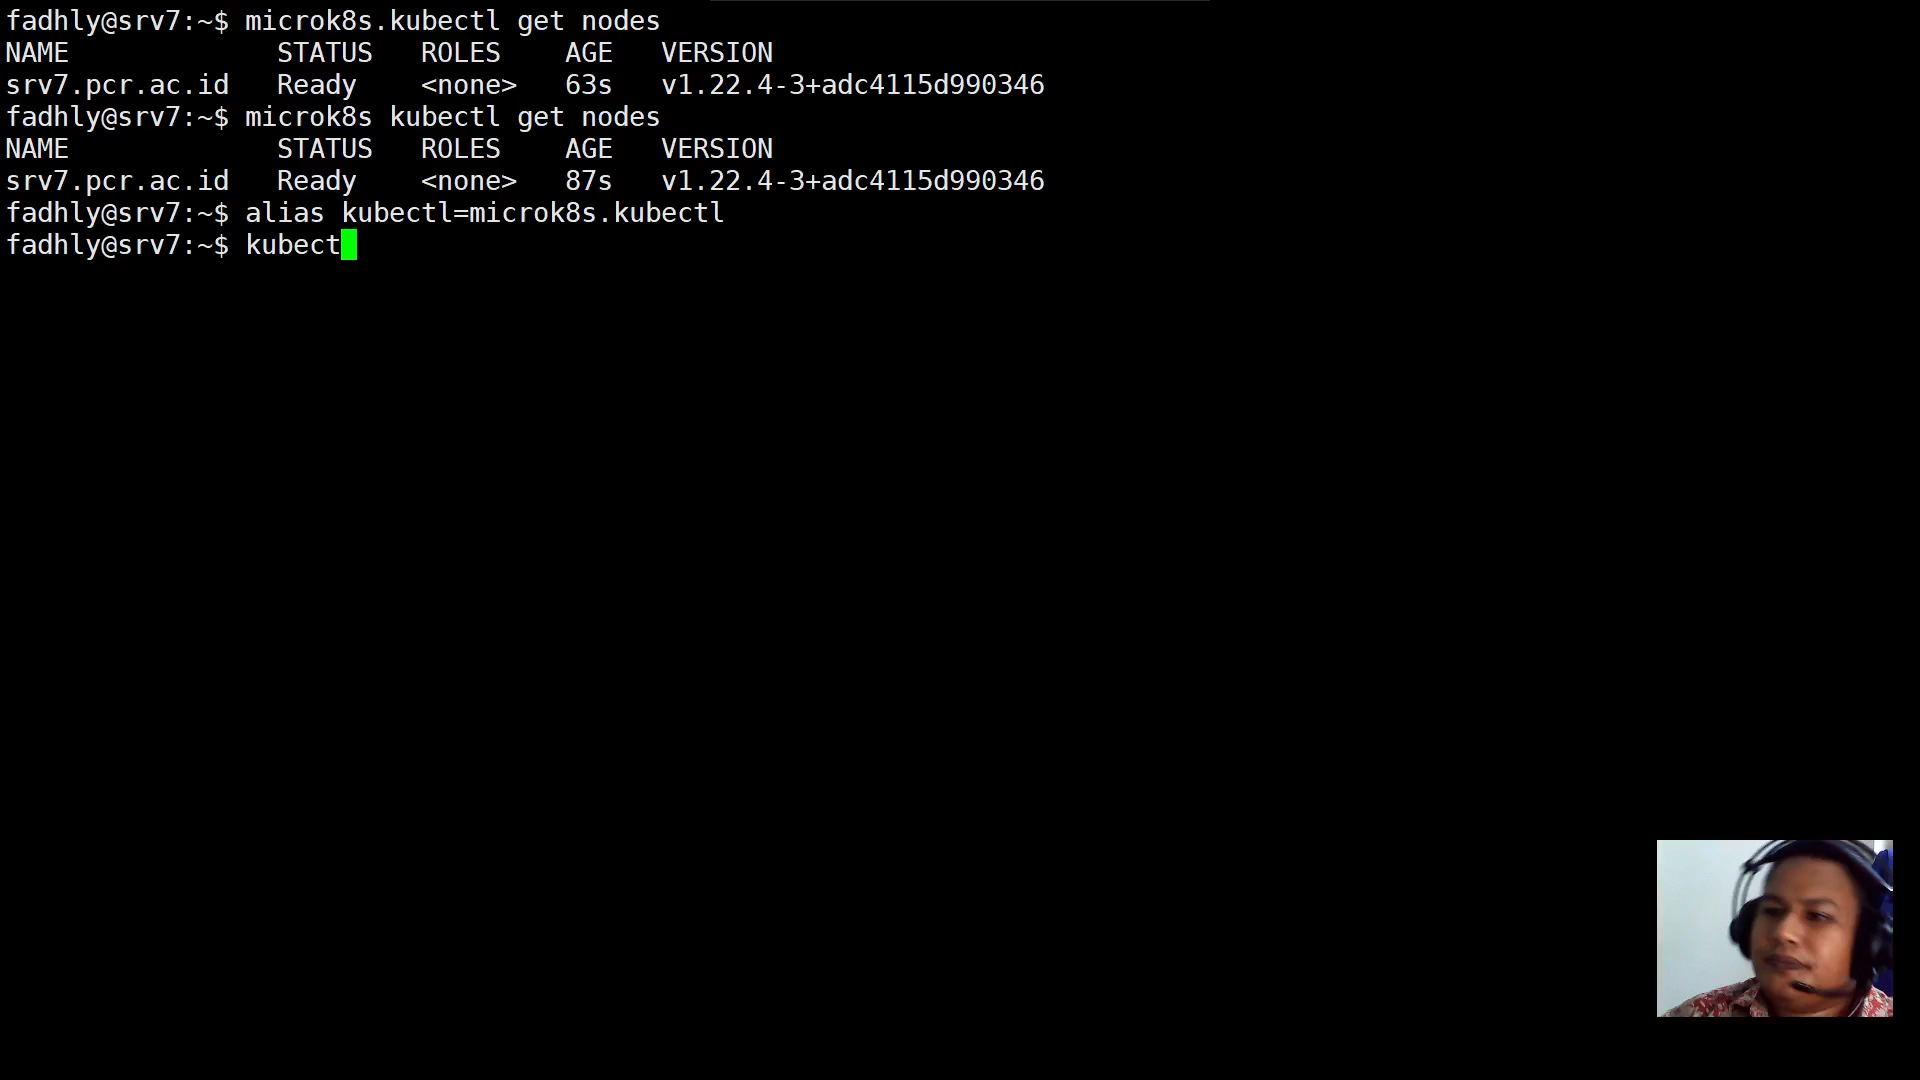 fadhly@srv7:~$ microk8s.kubectl get nodes
NAME             STATUS   ROLES    AGE   VERSION
srv7.pcr.ac.id   Ready    <none>   63s   v1.22.4-3+adc4115d990346
fadhly@srv7:~$ microk8s kubectl get nodes
NAME             STATUS   ROLES    AGE   VERSION
srv7.pcr.ac.id   Ready    <none>   87s   v1.22.4-3+adc4115d990346
fadhly@srv7:~$ alias kubectl=microk8s.kubectl
fadhly@srv7:~$ kubect